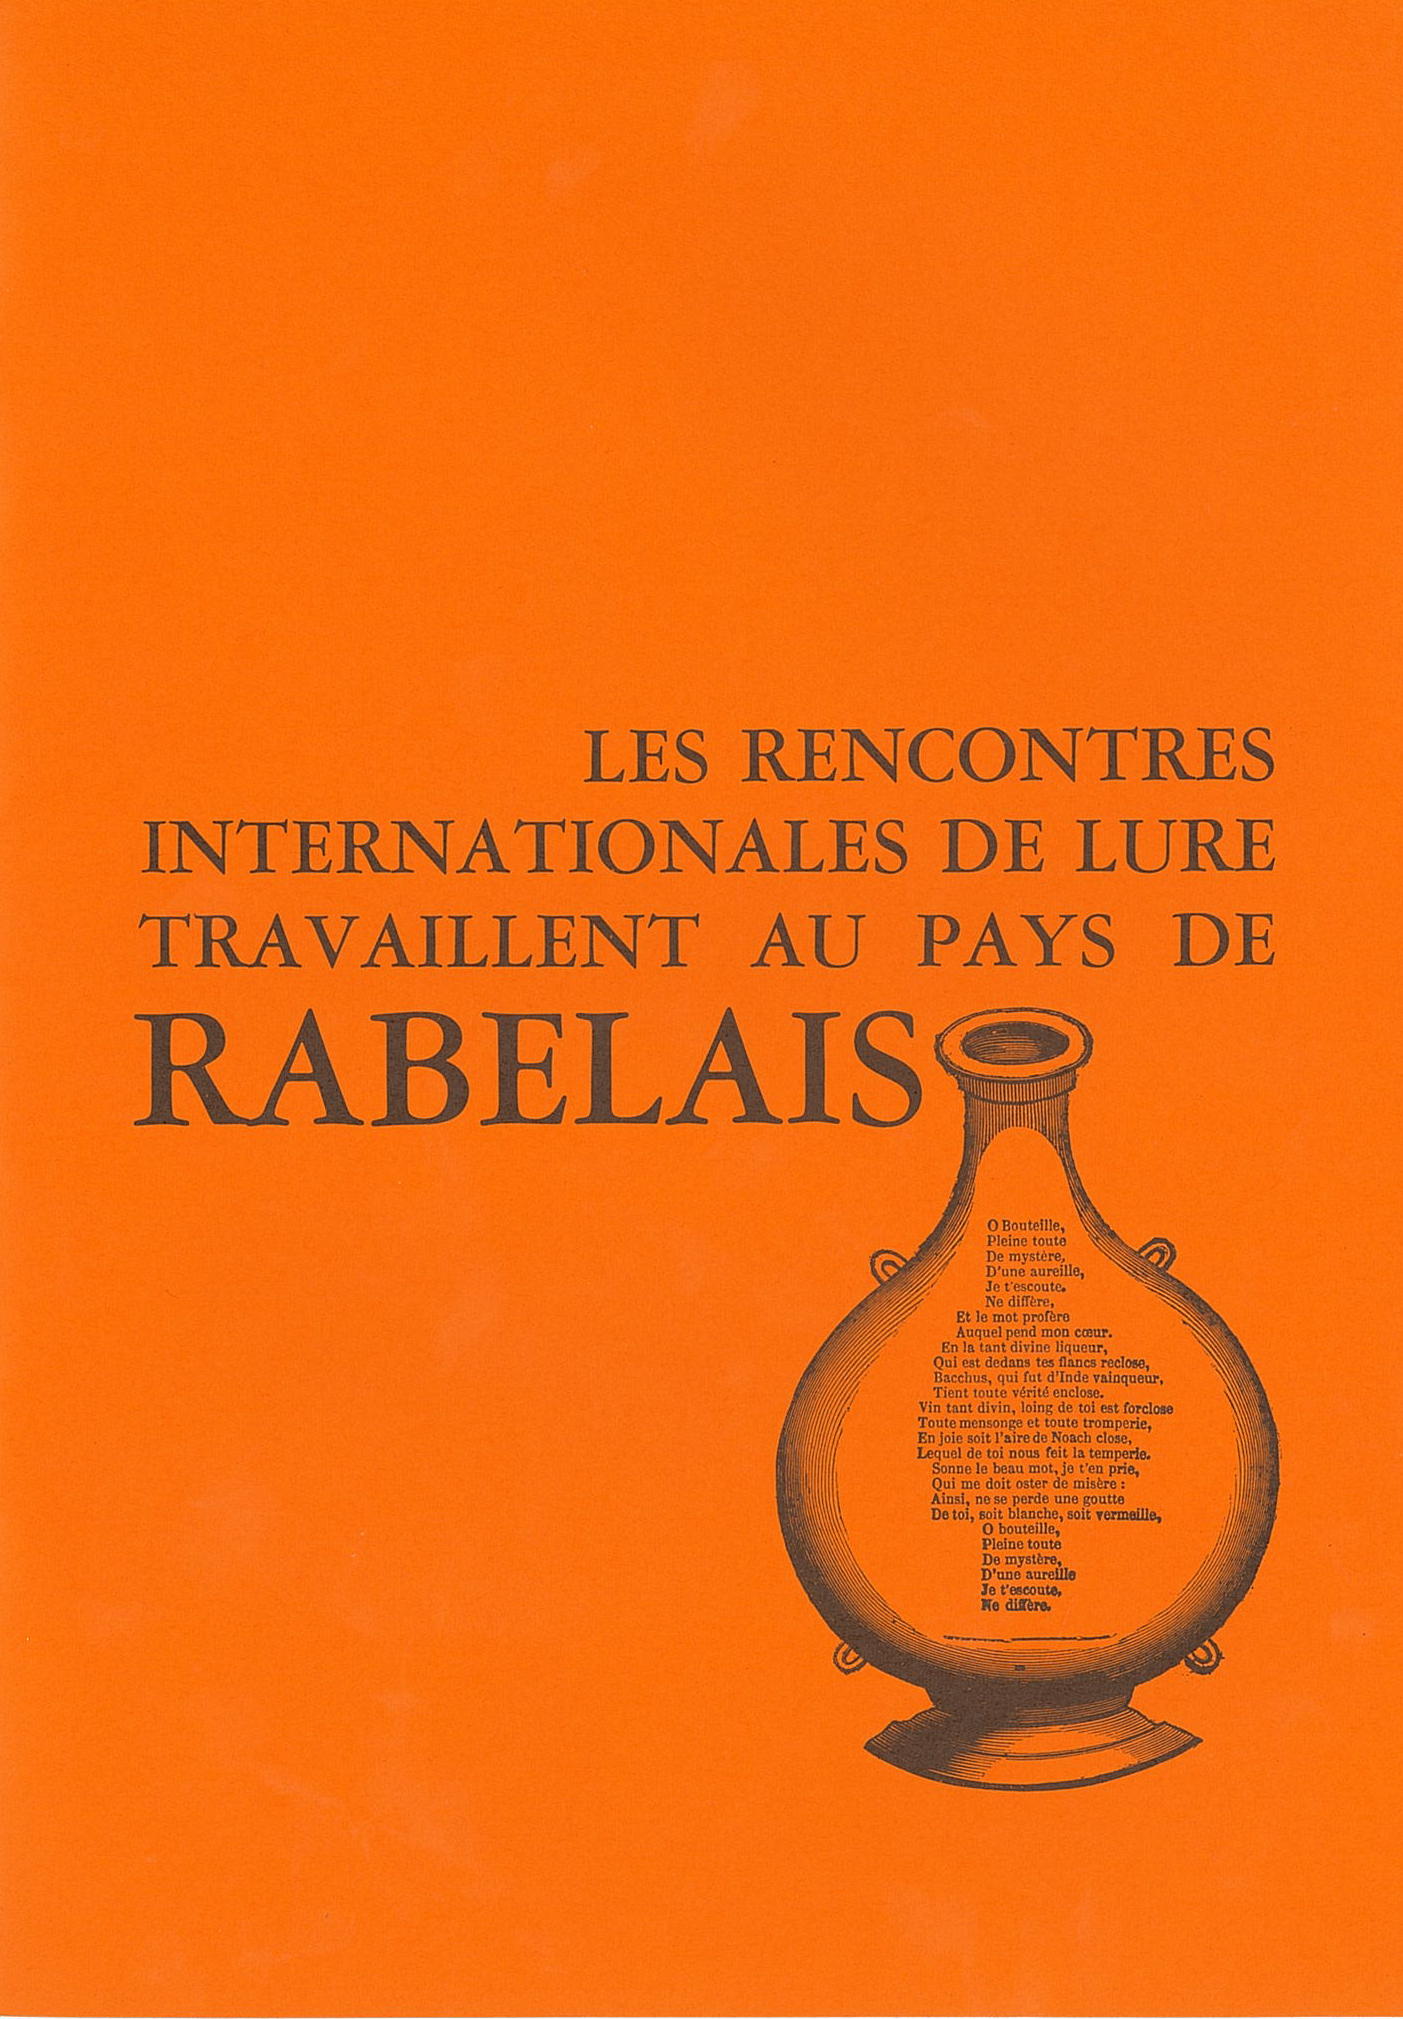 LES RENCONTRES
INTERNATIONALES DE LURE
TRAVAILLENT AU PAYS DE
RABELAIS
O Bouteille,
Pleine toute
De mystère,
D'une aureille,
Je t'escoute.
Ne diffère,
Et le mot profère
Auquel pend mon cœur.
En la tant divine liqueur,
Qui est dedans tes flancs reclose,
Bacchus, qui fut d'Inde vainqueur,
Tient toute vérité enclose.
Vin tant divin, loing de toi est forclose
Toute mensonge et toute tromperie,
En joie soit l'aire de Noach close,
Lequel de toi nous feit la temperie.
Sonne le beau mot, je t'en prie,
Qui me doit oster de misère :
Ainsi, ne se perde une goutte
De toi, soit blanche, soit vermeille,
O bouteille,
Pleine toute
De mystère,
D'une aureille
Je t'escoute,
Ne diffère.